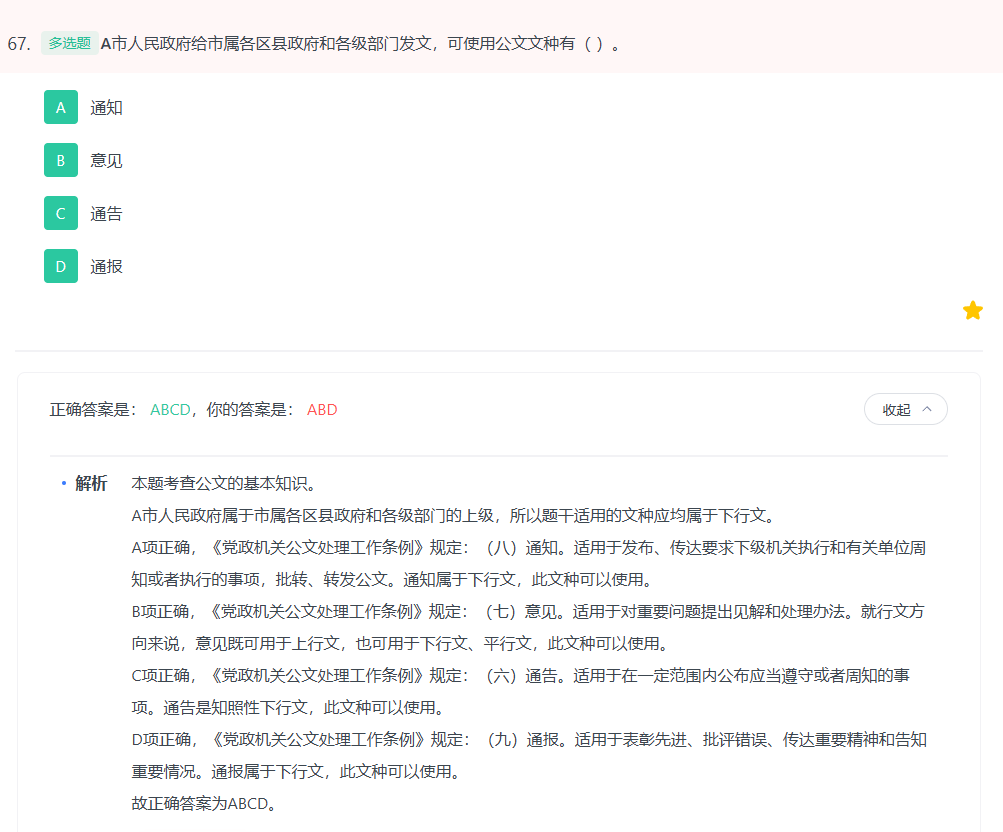 67. 多选题 A市人民政府给市属各区县政府和各级部门发文，可使用公文文种有（ ）。
A 通知
B 意见
C 通告
D 通报
正确答案是： ABCD，你的答案是： ABD
收起
解析 本题考查公文的基本知识。
A市人民政府属于市属各区县政府和各级部门的上级，所以题干适用的文种应均属于下行文。
A项正确，《党政机关公文处理工作条例》规定：（八）通知。适用于发布、传达要求下级机关执行和有关单位周
知或者执行的事项，批转、转发公文。通知属于下行文，此文种可以使用。
B项正确，《党政机关公文处理工作条例》规定：（七）意见。适用于对重要问题提出见解和处理办法。就行文方
向来说，意见既可用于上行文，也可用于下行文、平行文，此文种可以使用。
C项正确，《党政机关公文处理工作条例》规定：（六）通告。适用于在一定范围内公布应当遵守或者周知的事
项。通告是知照性下行文，此文种可以使用。
D项正确，《党政机关公文处理工作条例》规定：（九）通报。适用于表彰先进、批评错误、传达重要精神和告知
重要情况。通报属于下行文，此文种可以使用。
故正确答案为ABCD。